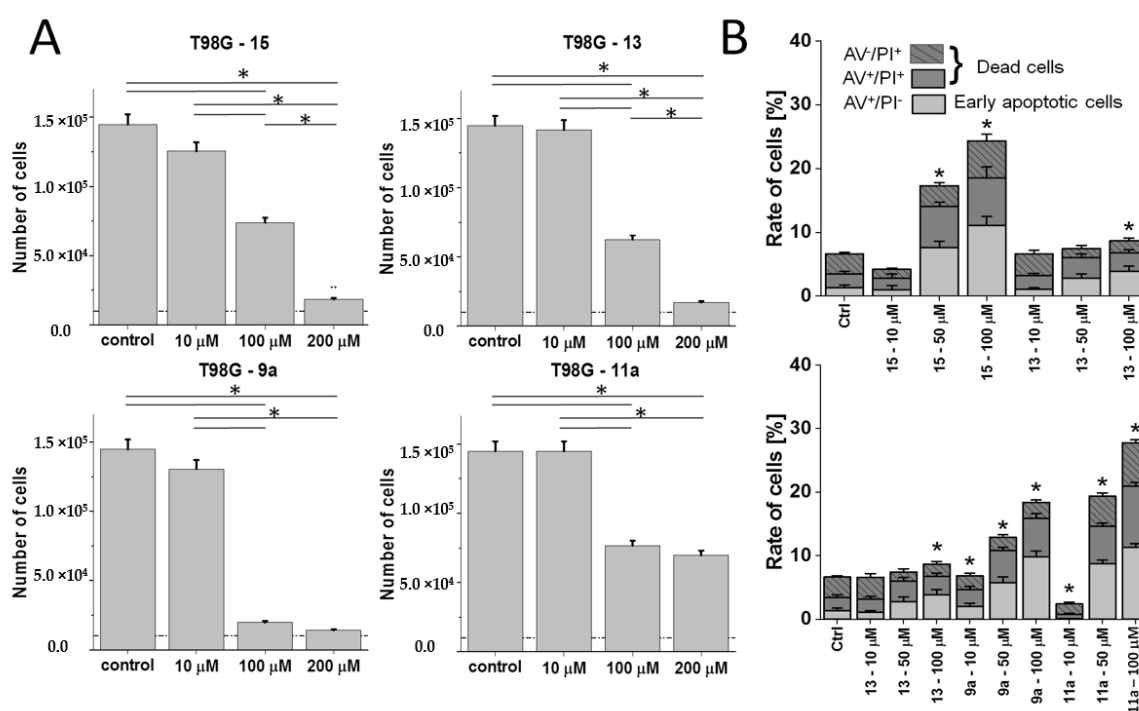 A
T98G - 15
*
*
*
Number of cells
1.5 ×10⁵
1.0 ×10⁵
5.0 ×10⁴
0.0
control 10 μM 100 μM 200 μM
T98G - 13
*
*
*
Number of cells
1.5 ×10⁵
1.0 ×10⁵
5.0 ×10⁴
0.0
control 10 μM 100 μM 200 μM
T98G - 9a
*
*
Number of cells
1.5 ×10⁵
1.0 ×10⁵
5.0 ×10⁴
0.0
control 10 μM 100 μM 200 μM
T98G - 11a
*
*
Number of cells
1.5 ×10⁵
1.0 ×10⁵
5.0 ×10⁴
0.0
control 10 μM 100 μM 200 μM
B
AV⁻/PI⁺
AV⁺/PI⁺
} Dead cells
AV⁺/PI⁻ Early apoptotic cells
* * *
Rate of cells [%]
40
30
20
10
0
Ctrl
15 - 10 μM
15 - 50 μM
15 - 100 μM
13 - 10 μM
13 - 50 μM
13 - 100 μM
* * * * * * *
Rate of cells [%]
40
30
20
10
0
Ctrl
13 - 10 μM
13 - 50 μM
13 - 100 μM
9a - 10 μM
9a - 50 μM
9a - 100 μM
11a - 10 μM
11a - 50 μM
11a – 100 μM